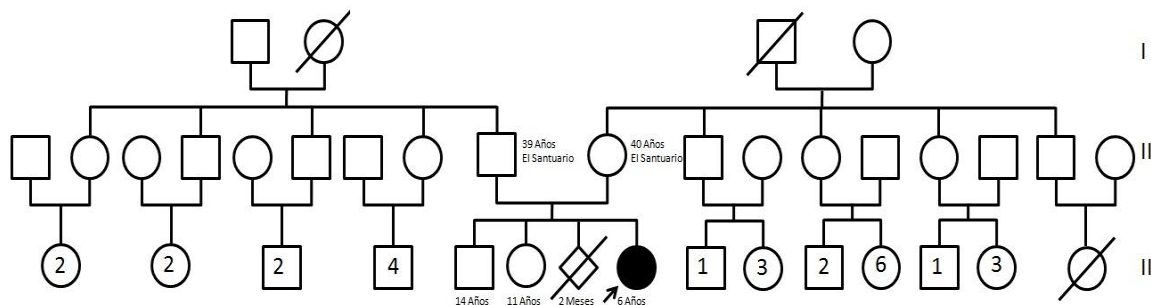 I
39 Años
El Santuario
40 Años
El Santuario
II
2
2
2
4
1
3
2
6
1
3
II
14 Años
11 Años
2 Meses
6 Años